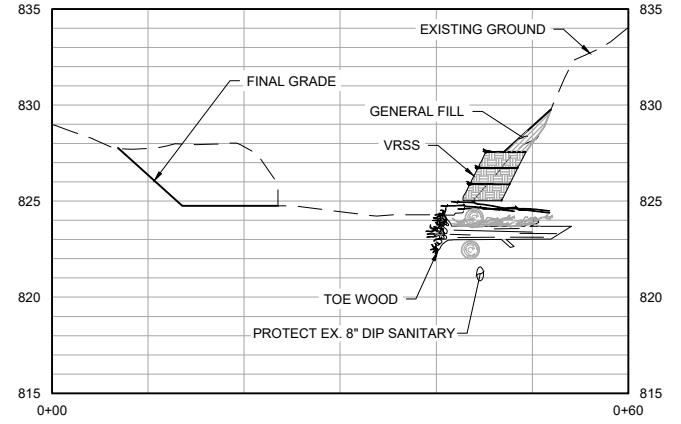 835
835
EXISTING GROUND
FINAL GRADE
830
830
GENERAL FILL
VRSS
825
825
820
820
TOE WOOD
PROTECT EX. 8" DIP SANITARY
815
815
0+00
0+60